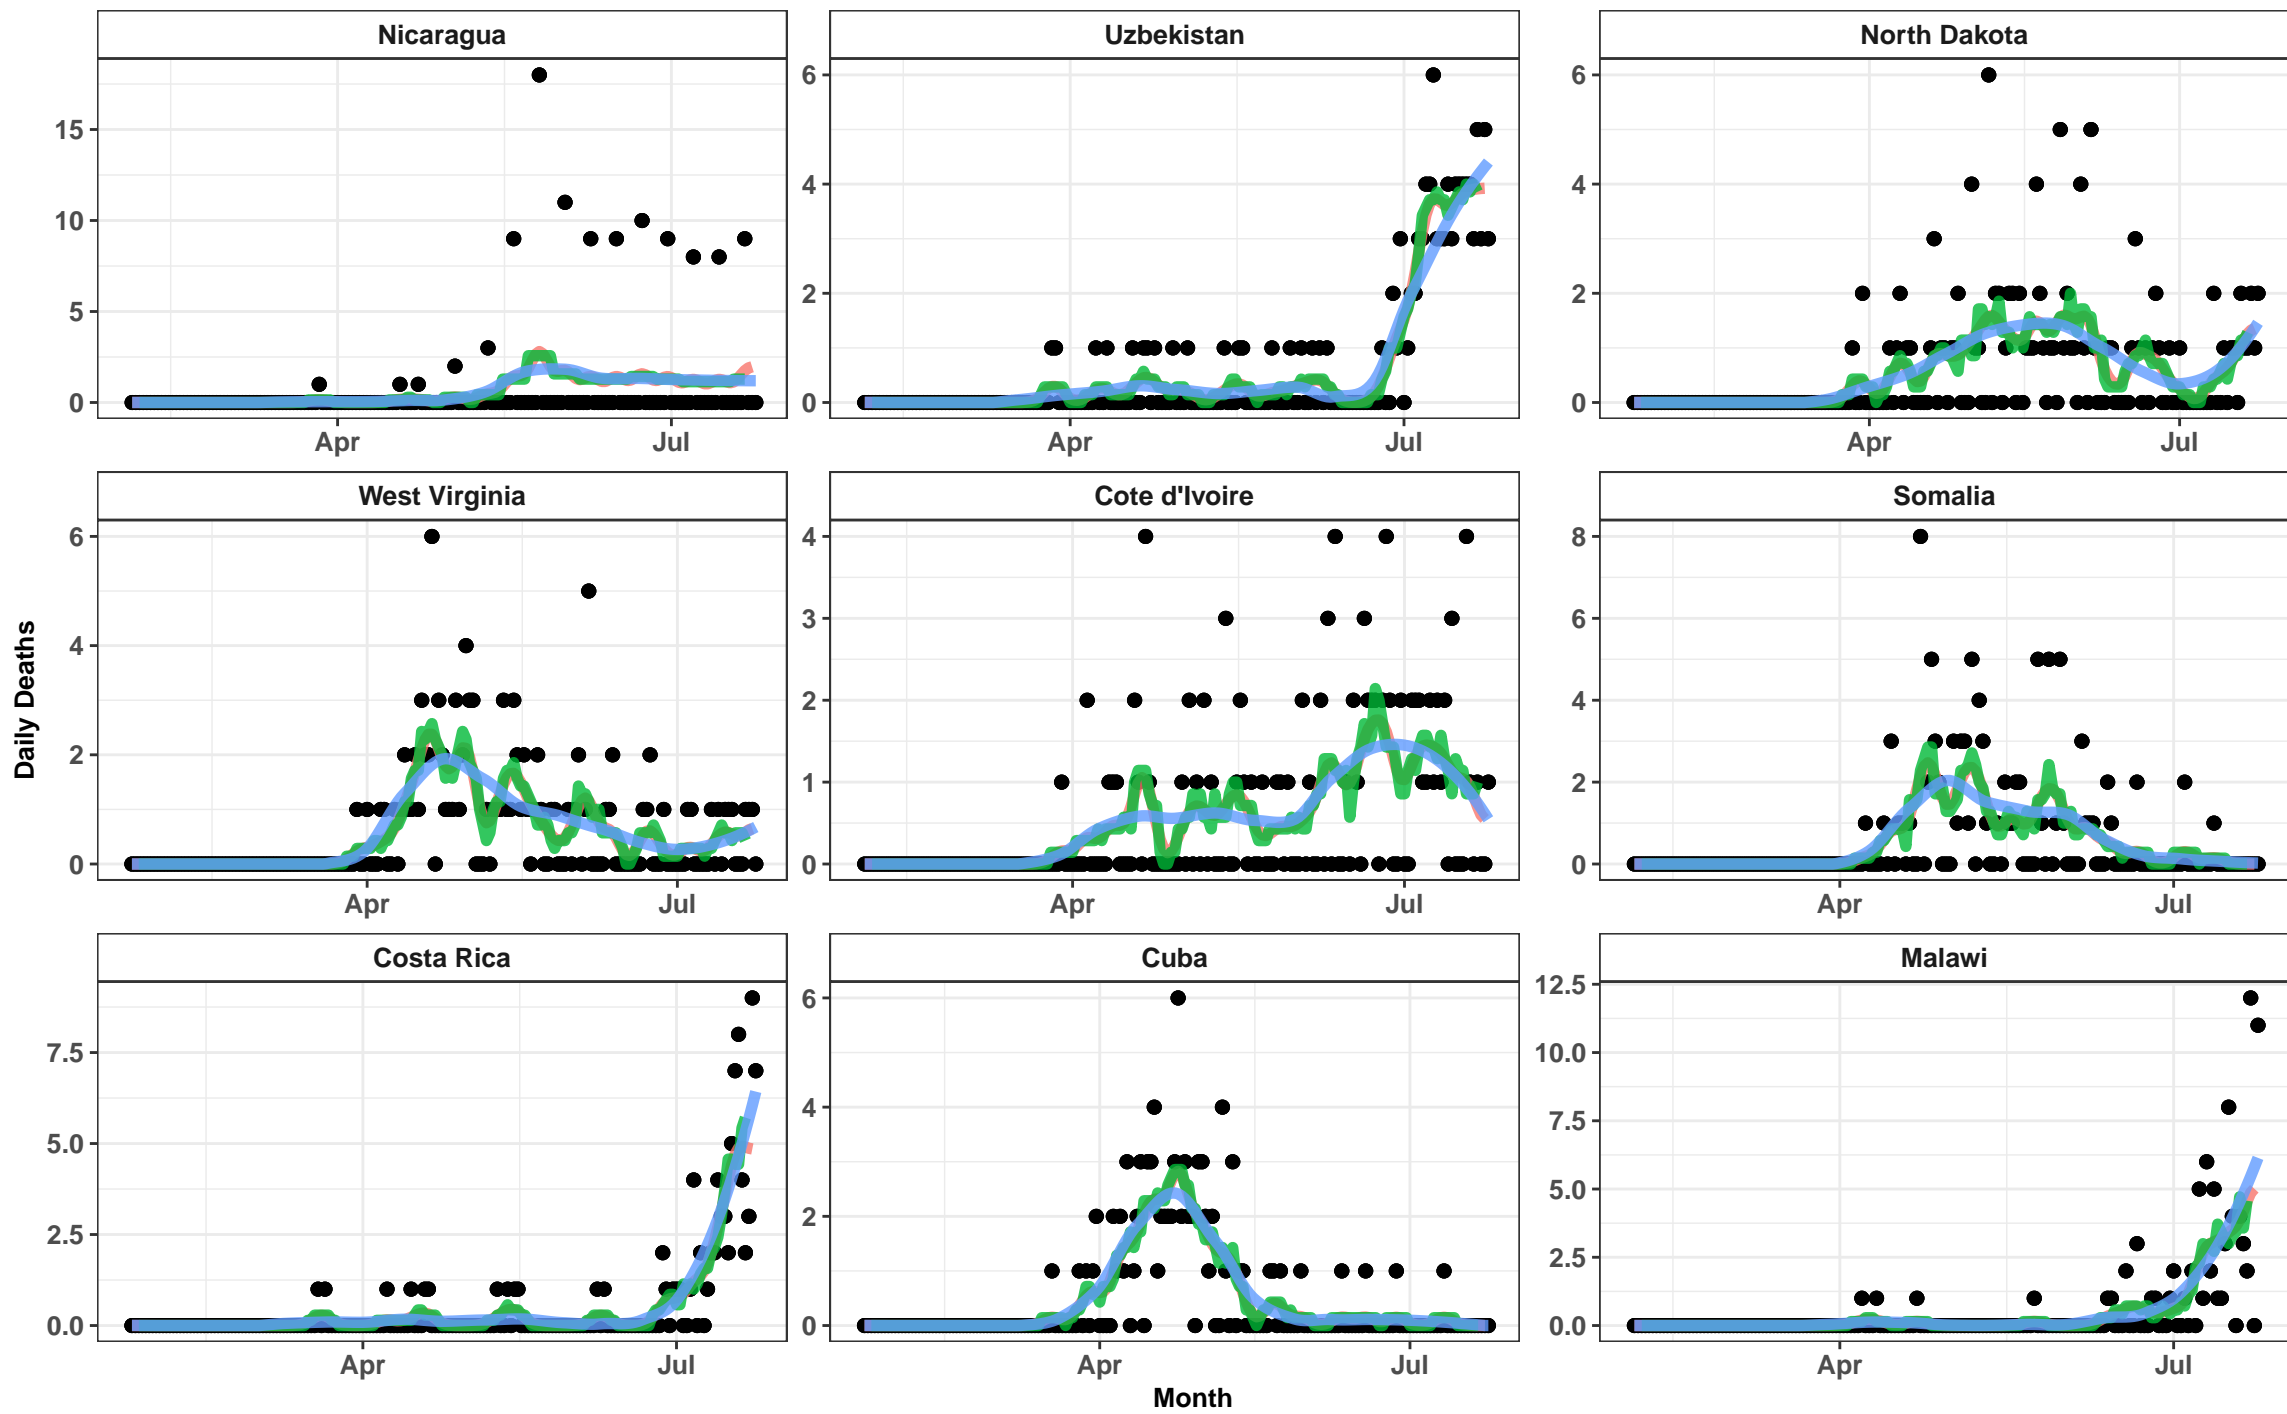 Nicaragua
Uzbekistan
North Dakota
15
10
5
0
Apr
Jul
6
4
2
0
Apr
Jul
6
4
2
0
Apr
Jul
West Virginia
Cote d'Ivoire
Somalia
6
4
2
0
Apr
Jul
4
3
2
1
0
Apr
Jul
8
6
4
2
0
Apr
Jul
Daily Deaths
Costa Rica
Cuba
Malawi
7.5
5.0
2.5
0.0
Apr
Jul
6
4
2
0
Apr
Jul
12.5
10.0
7.5
5.0
2.5
0.0
Apr
Jul
Month